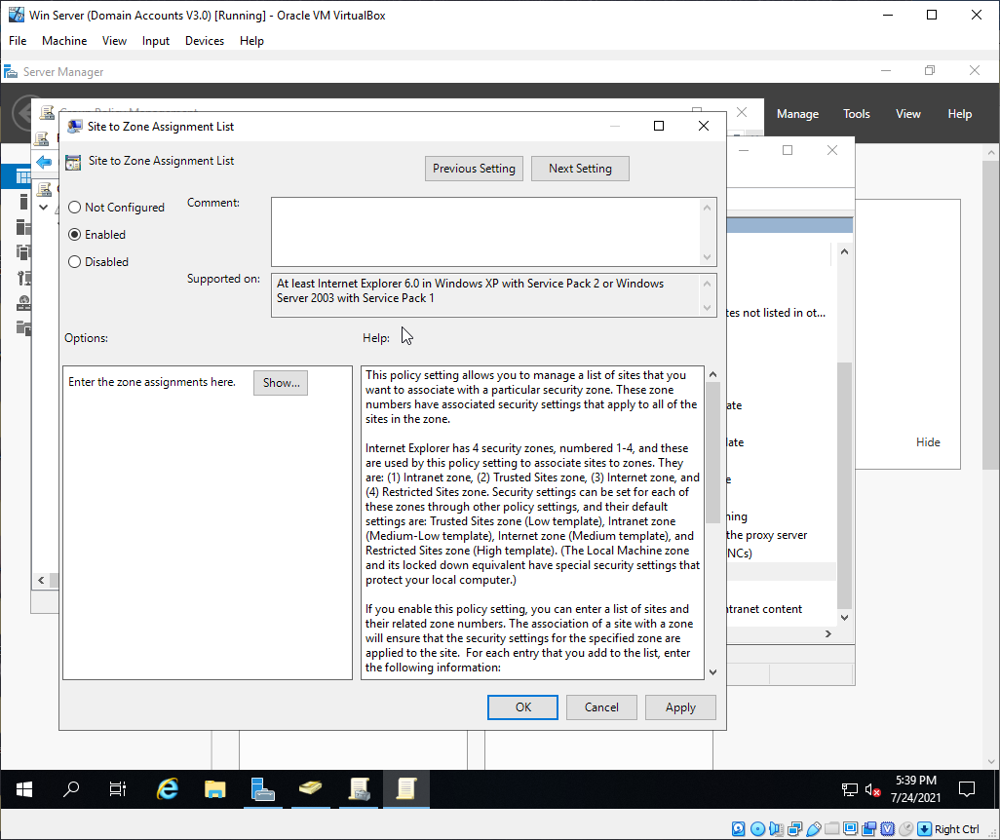 Win Server (Domain Accounts V3.0) [Running] - Oracle VM VirtualBox
File Machine View Input Devices Help
Server Manager
Manage Tools View Help
Site to Zone Assignment List
Site to Zone Assignment List
Previous Setting Next Setting
Not Configured
Enabled
Disabled
Comment:
Supported on:
At least Internet Explorer 6.0 in Windows XP with Service Pack 2 or Windows
Server 2003 with Service Pack 1
Options:
Help:
Enter the zone assignments here. Show...
This policy setting allows you to manage a list of sites that you
want to associate with a particular security zone. These zone
numbers have associated security settings that apply to all of the
sites in the zone.
Internet Explorer has 4 security zones, numbered 1-4, and these
are used by this policy setting to associate sites to zones. They
are: (1) Intranet zone, (2) Trusted Sites zone, (3) Internet zone, and
(4) Restricted Sites zone. Security settings can be set for each of
these zones through other policy settings, and their default
settings are: Trusted Sites zone (Low template), Intranet zone
(Medium-Low template), Internet zone (Medium template), and
Restricted Sites zone (High template). (The Local Machine zone
and its locked down equivalent have special security settings that
protect your local computer.)
If you enable this policy setting, you can enter a list of sites and
their related zone numbers. The association of a site with a zone
will ensure that the security settings for the specified zone are
applied to the site.  For each entry that you add to the list, enter
the following information:
OK Cancel Apply
tes not listed in ot...
ate
late
e
ning
the proxy server
NCs)
tranet content
Hide
5:39 PM
7/24/2021
Right Ctrl